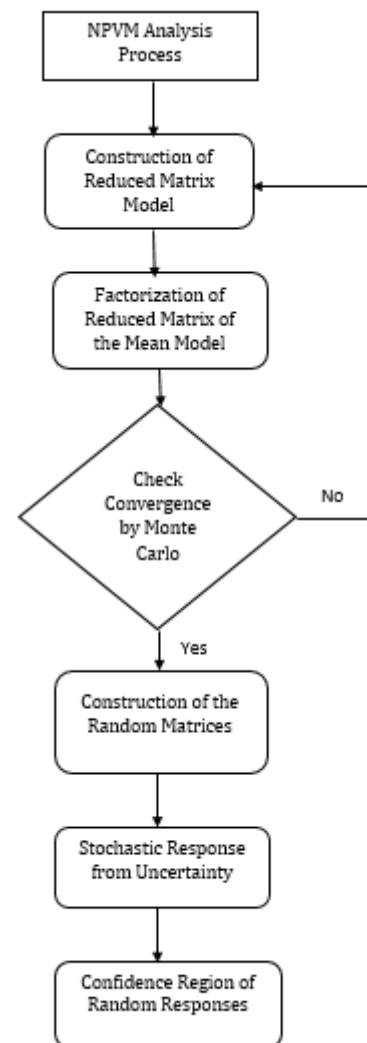 NPVM Analysis
Process
Construction of
Reduced Matrix
Model
Factorization of
Reduced Matrix of
the Mean Model
Check
Convergence
by Monte
Carlo
No
Yes
Construction of the
Random Matrices
Stochastic Response
from Uncertainty
Confidence Region of
Random Responses